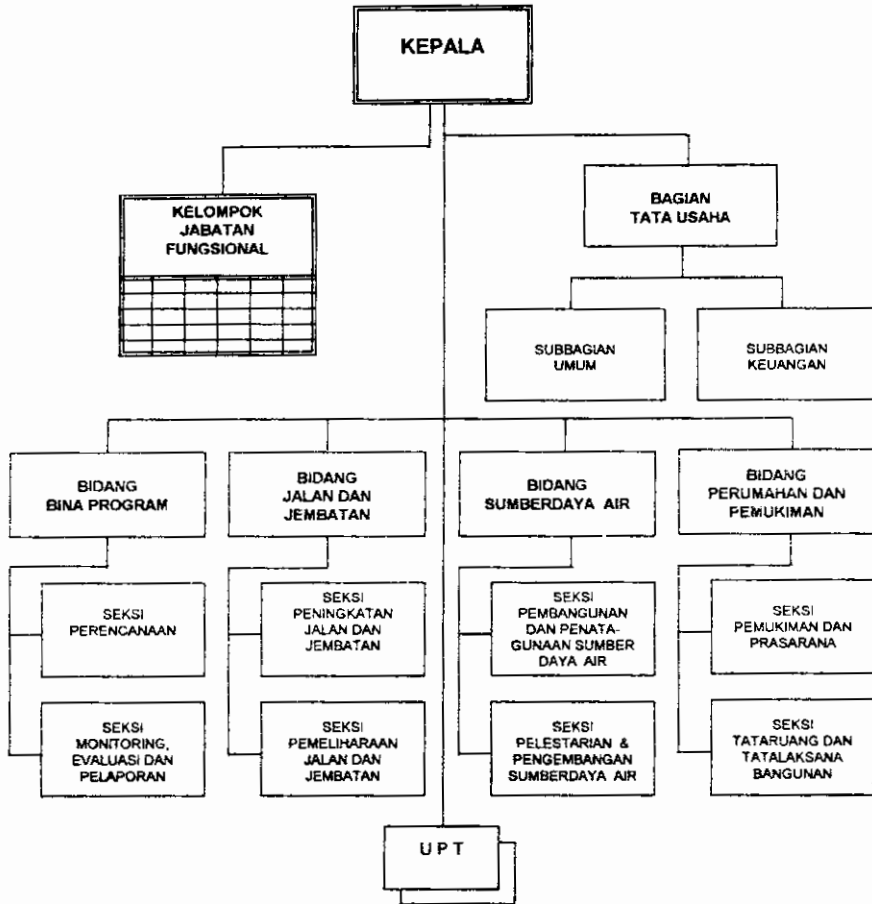 KEPALA
KELOMPOK
JABATAN
FUNGSIONAL
BAGIAN
TATA USAHA
SUBBAGIAN
UMUM
SUBBAGIAN
KEUANGAN
BIDANG
BINA PROGRAM
BIDANG
JALAN DAN
JEMBATAN
BIDANG
SUMBERDAYA AIR
BIDANG
PERUMAHAN DAN
PEMUKIMAN
SEKSI
PERENCANAAN
SEKSI
PENINGKATAN
JALAN DAN
JEMBATAN
SEKSI
PEMBANGUNAN
DAN PENATA-
GUNAAN SUMBER
DAYA AIR
SEKSI
PEMUKIMAN DAN
PRASARANA
SEKSI
MONITORING,
EVALUASI DAN
PELAPORAN
SEKSI
PEMELIHARAAN
JALAN DAN
JEMBATAN
SEKSI
PELESTARIAN &
PENGEMBANGAN
SUMBERDAYA AIR
SEKSI
TATARUANG DAN
TATALAKSANA
BANGUNAN
U P T